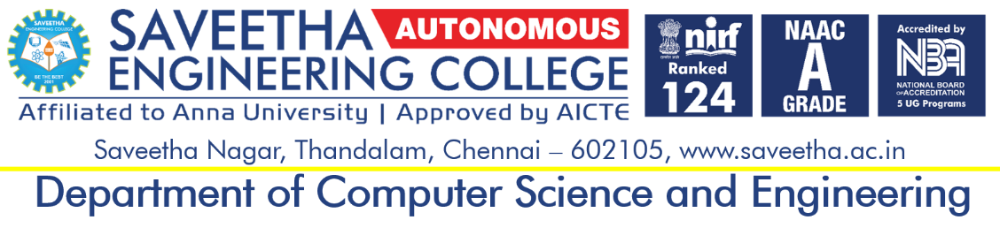 SAVEETHA
ENGINEERING COLLEGE
BE THE BEST
2001
SAVEETHA AUTONOMOUS
ENGINEERING COLLEGE
Affiliated to Anna University | Approved by AICTE
nirf
Ranked
124
NAAC
A
GRADE
Accredited by
NBA
NATIONAL BOARD
OF ACCREDITATION
5 UG Programs
Saveetha Nagar, Thandalam, Chennai – 602105, www.saveetha.ac.in
Department of Computer Science and Engineering